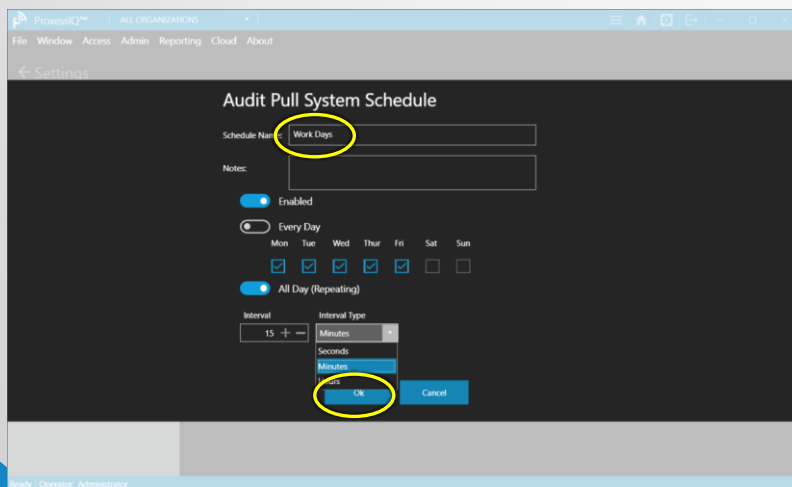 ProxessIQ™ ALL ORGANIZATIONS
File Window Access Admin Reporting Cloud About
Settings
Audit Pull System Schedule
Schedule Name: Work Days
Notes:
Enabled
Every Day
Mon Tue Wed Thur Fri Sat Sun
All Day (Repeating)
Interval Interval Type
15 Minutes
Seconds
Minutes
Hours
Ok Cancel
Ready Operator: Administrator